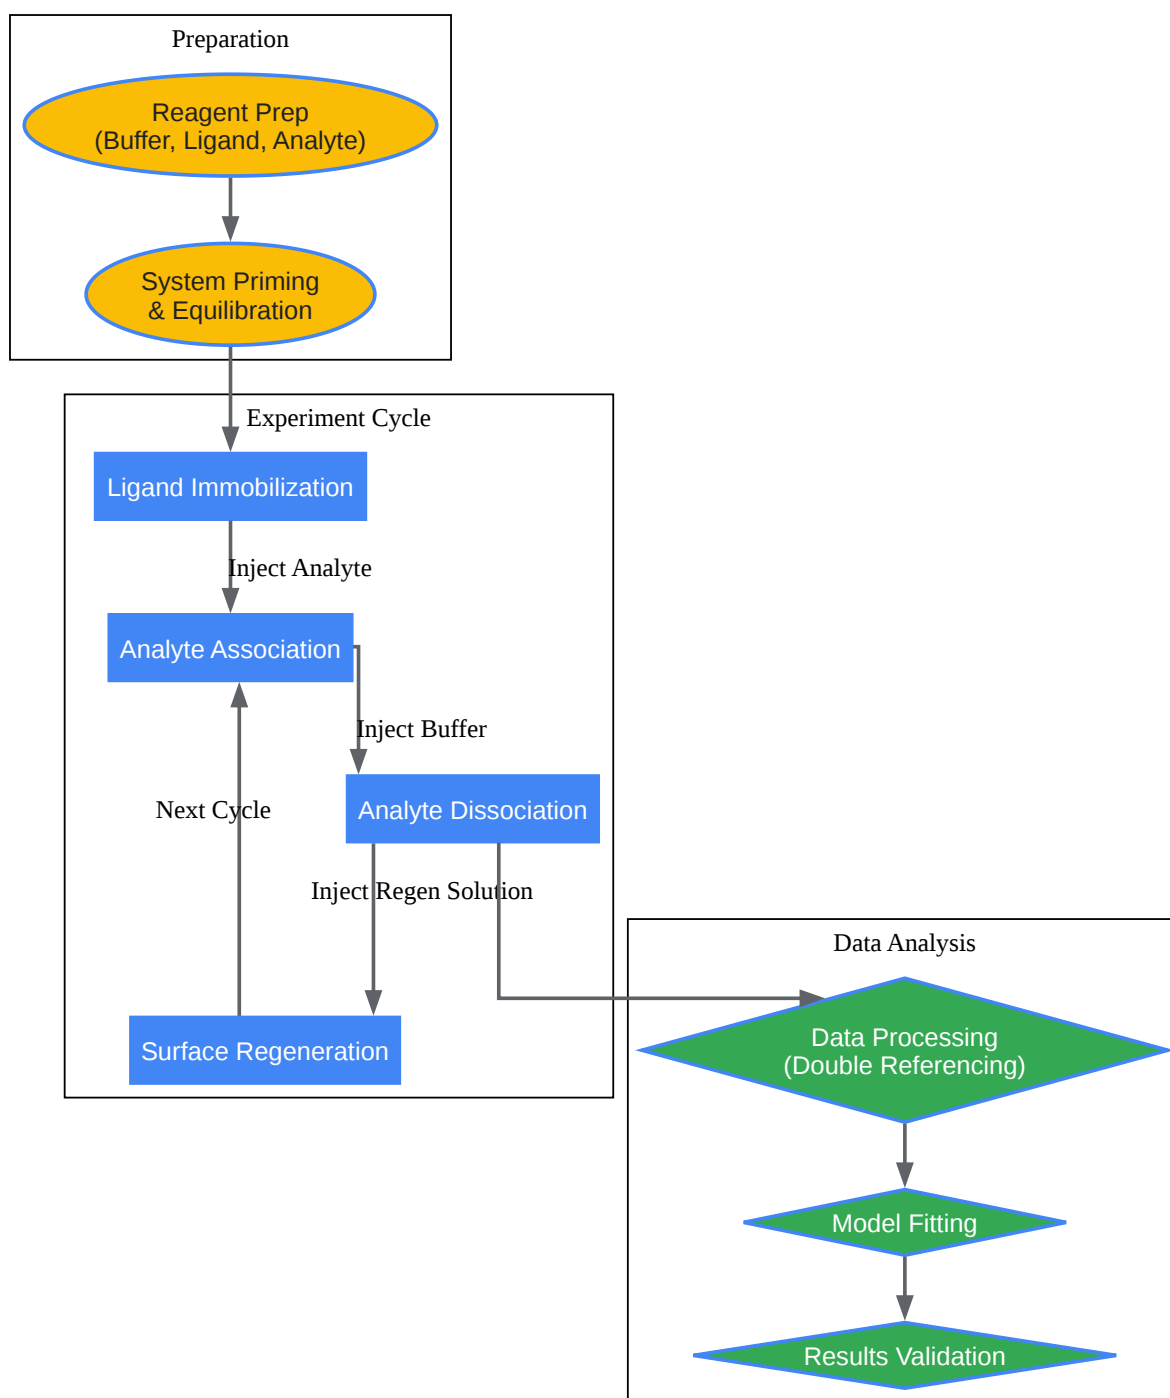 Preparation
Reagent Prep
(Buffer, Ligand, Analyte)
System Priming
& Equilibration
Experiment Cycle
Ligand Immobilization
Inject Analyte
Analyte Association
Inject Buffer
Next Cycle
Analyte Dissociation
Inject Regen Solution
Surface Regeneration
Data Analysis
Data Processing
(Double Referencing)
Model Fitting
Results Validation